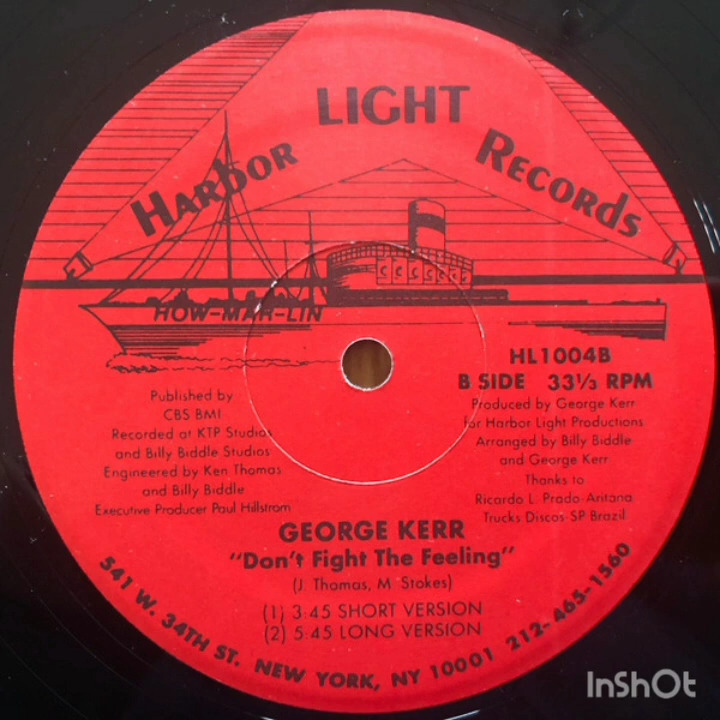 HARBOR LIGHT RECORDS
HOW-MAR-LIN
HL1004B
B SIDE 33⅓ RPM
Published by
CBS BMI
Recorded at KTP Studios
and Billy Biddle Studios
Engineered by Ken Thomas
and Billy Biddle
Executive Producer Paul Hillstrom
Produced by George Kerr
for Harbor Light Productions
Arranged by Billy Biddle
and George Kerr
Thanks to
Ricardo L. Prado-Aritana
Trucks Discos-SP Brazil
GEORGE KERR
"Don't Fight The Feeling"
(J. Thomas, M. Stokes)
(1) 3:45 SHORT VERSION
(2) 5:45 LONG VERSION
541 W. 34TH ST. NEW YORK, NY 10001 212-465-1560
InShOt